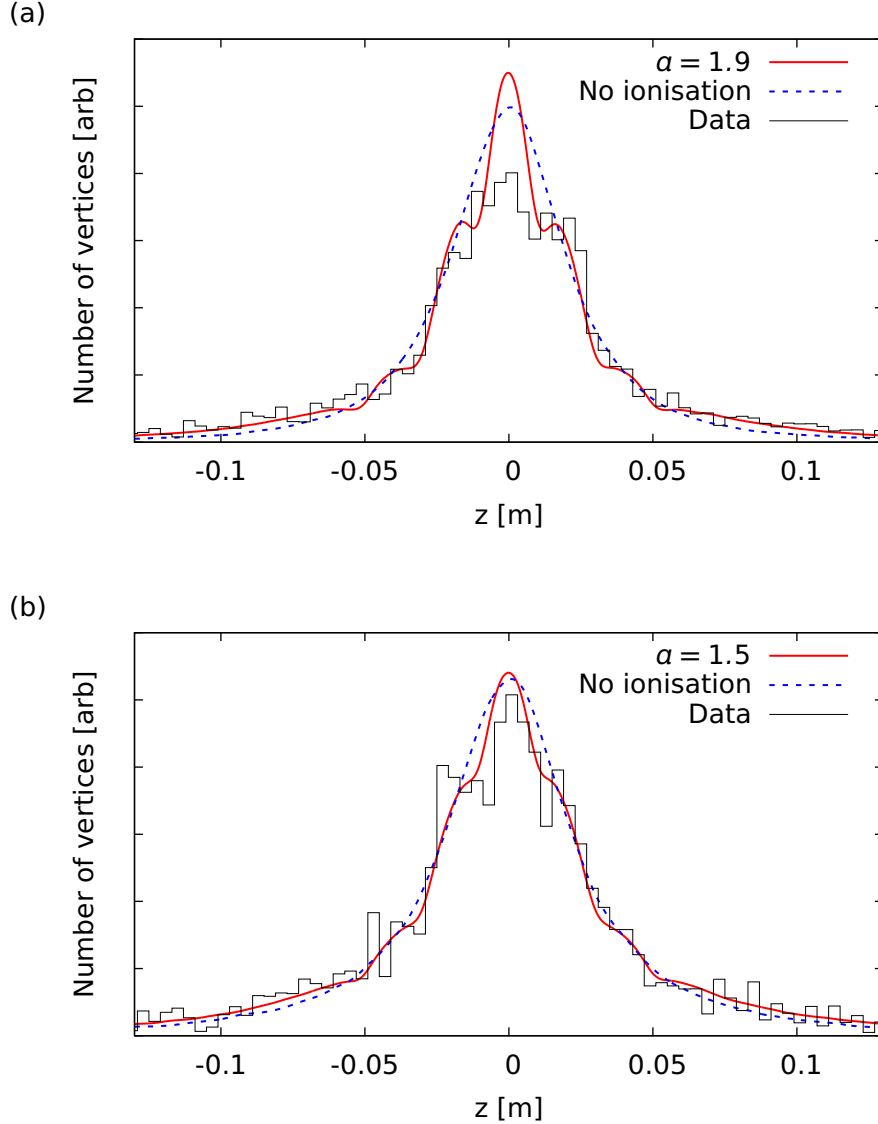 (a)
Number of vertices [arb]
α = 1.9
No ionisation
Data
-0.1 -0.05 0 0.05 0.1
z [m]
(b)
Number of vertices [arb]
α = 1.5
No ionisation
Data
-0.1 -0.05 0 0.05 0.1
z [m]